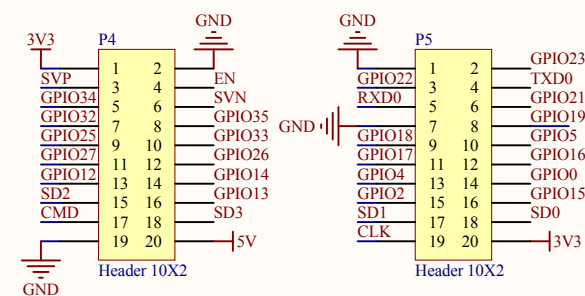 GND
3V3 P4
1 2
SVP 3 4 EN
GPIO34 5 6 SVN
GPIO32 7 8 GPIO35
GPIO25 9 10 GPIO33
GPIO27 11 12 GPIO26
GPIO12 13 14 GPIO14
SD2 15 16 GPIO13
CMD 17 18 SD3
19 20 5V
GND
Header 10X2
GND
P5
1 2 GPIO23
GPIO22 3 4 TXD0
RXD0 5 6 GPIO21
GND 7 8 GPIO19
GPIO18 9 10 GPIO5
GPIO17 11 12 GPIO16
GPIO4 13 14 GPIO0
GPIO2 15 16 GPIO15
SD1 17 18 SD0
CLK 19 20 3V3
Header 10X2